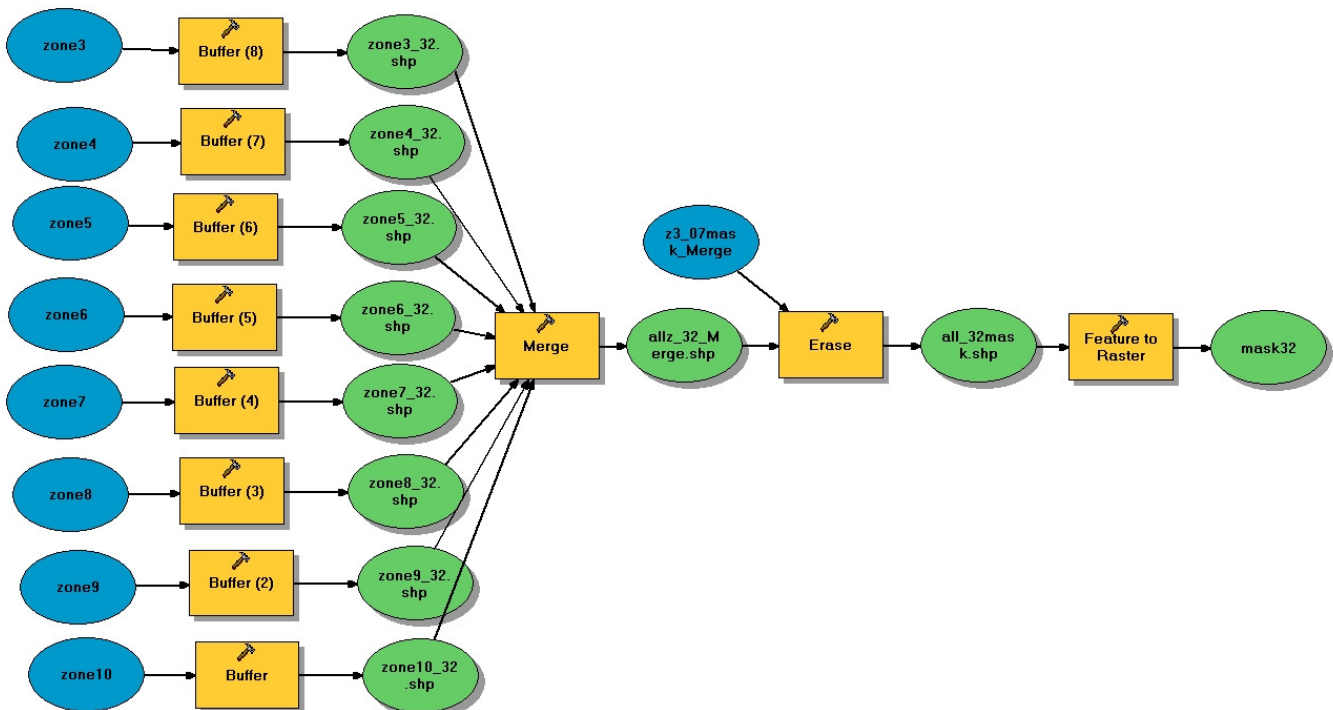 zone3
Buffer (8)
zone3_32.
shp
zone4
Buffer (7)
zone4_32.
shp
zone5
Buffer (6)
zone5_32.
shp
z3_07mas
k_Merge
zone6
Buffer (5)
zone6_32.
shp
Merge
allz_32_M
erge.shp
Erase
all_32mas
k.shp
Feature to
Raster
mask32
zone7
Buffer (4)
zone7_32.
shp
zone8
Buffer (3)
zone8_32.
shp
zone9
Buffer (2)
zone9_32.
shp
zone10
Buffer
zone10_32
.shp